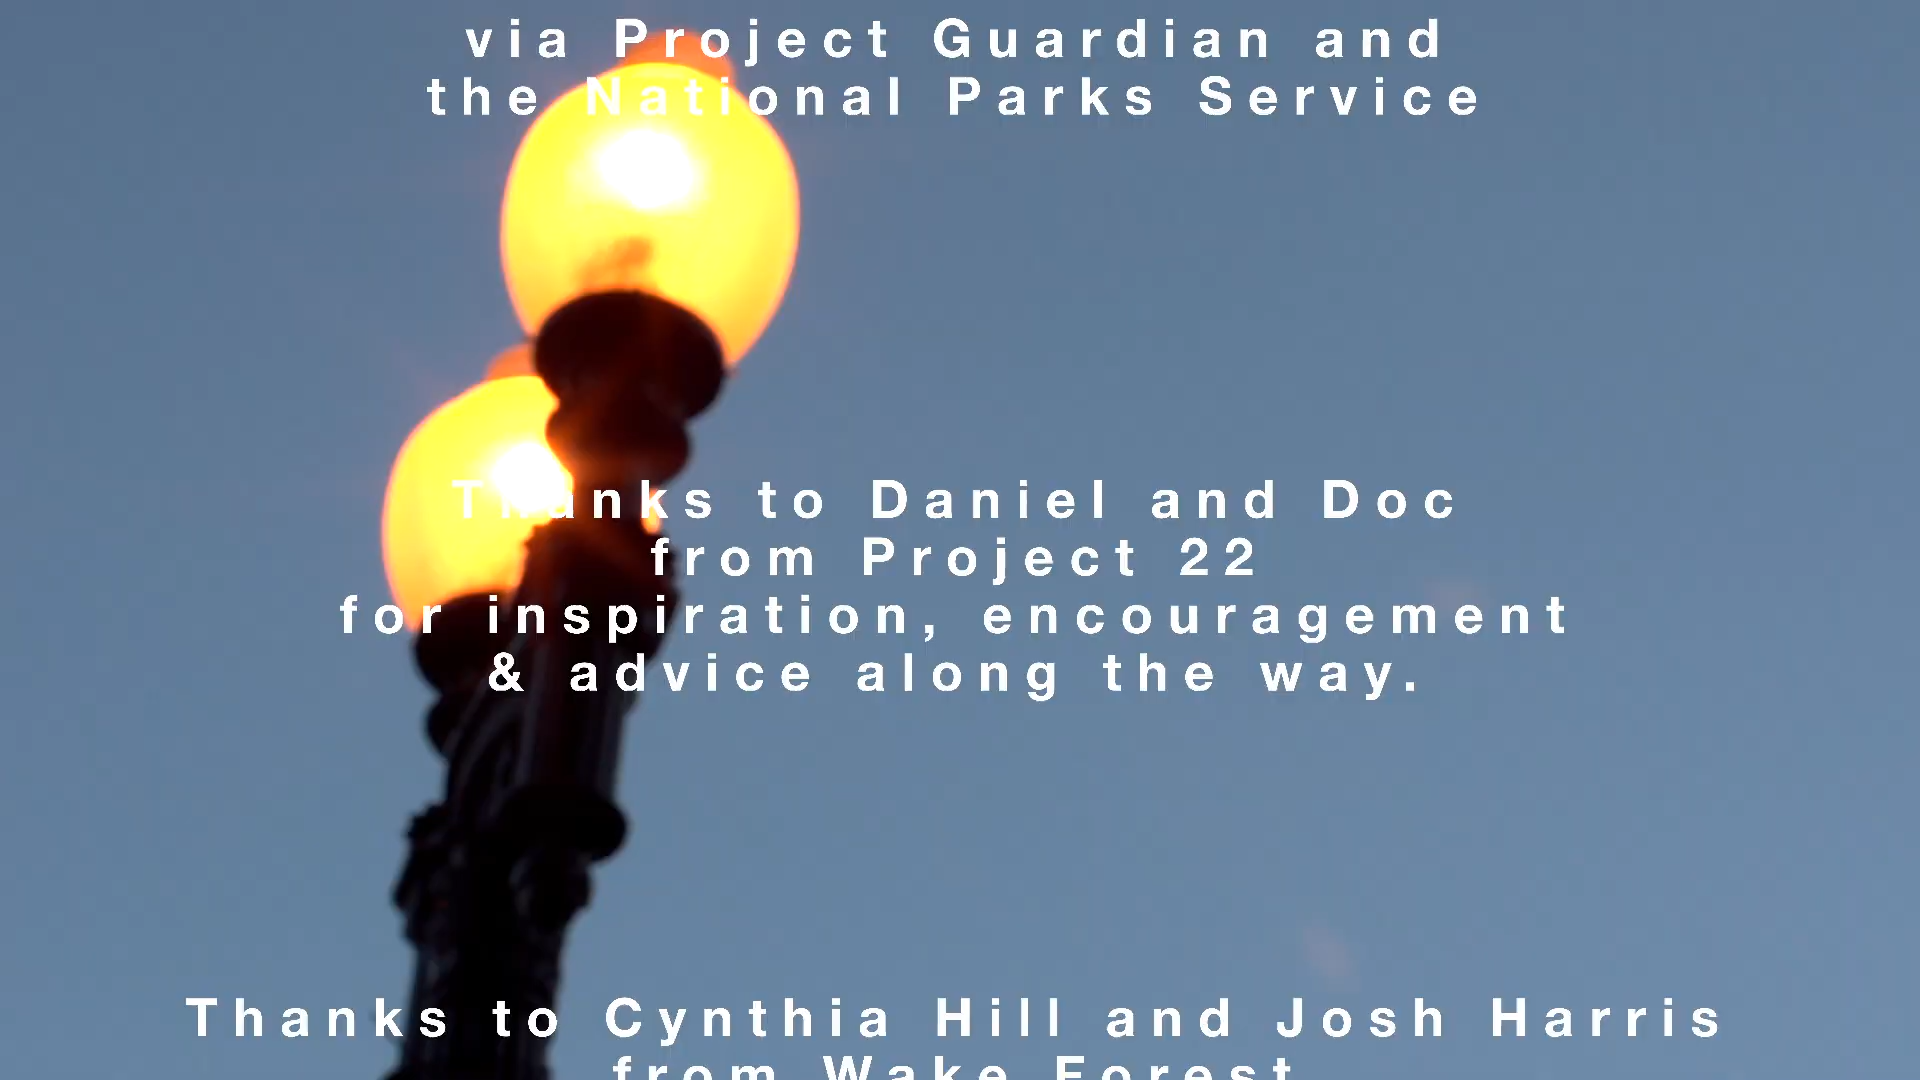 via Project Guardian and
the National Parks Service
Thanks to Daniel and Doc
from Project 22
for inspiration, encouragement
& advice along the way.
Thanks to Cynthia Hill and Josh Harris
from Wake Forest